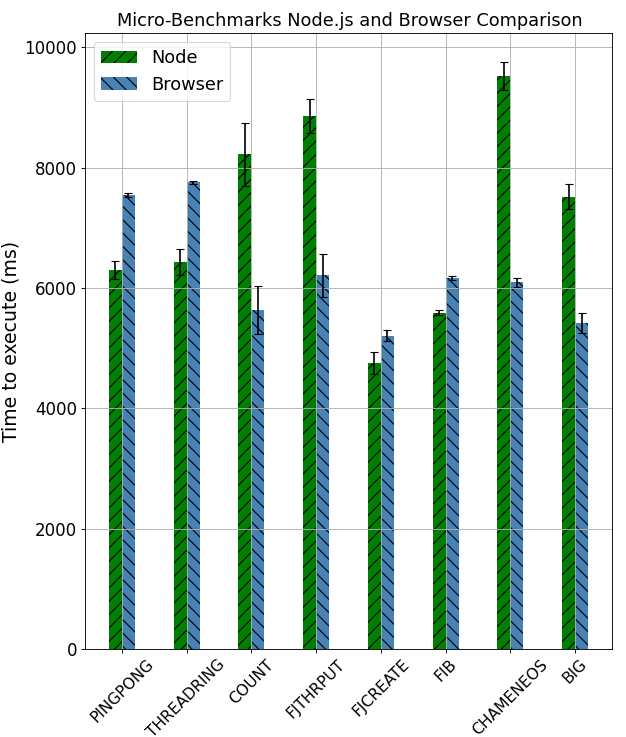 Micro-Benchmarks Node.js and Browser Comparison
Node
Browser
10000
8000
6000
4000
2000
0
Time to execute (ms)
PINGPONG
THREADRING
COUNT
FJTHRPUT
FJCREATE
FIB
CHAMENEOS
BIG